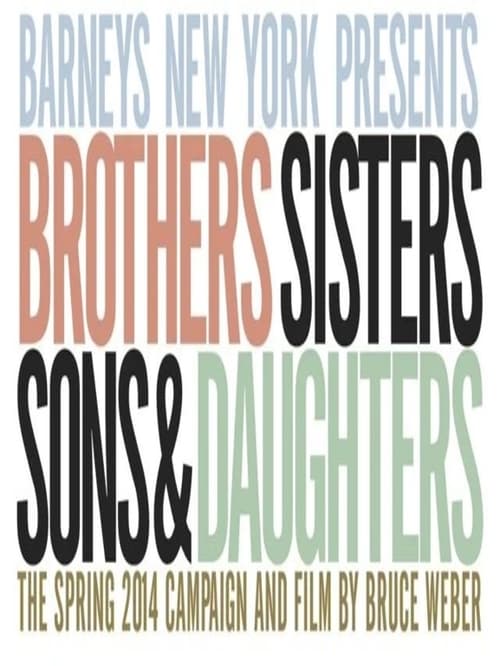 BARNEYS NEW YORK PRESENTS
BROTHERS SISTERS
SONS & DAUGHTERS
THE SPRING 2014 CAMPAIGN AND FILM BY BRUCE WEBER